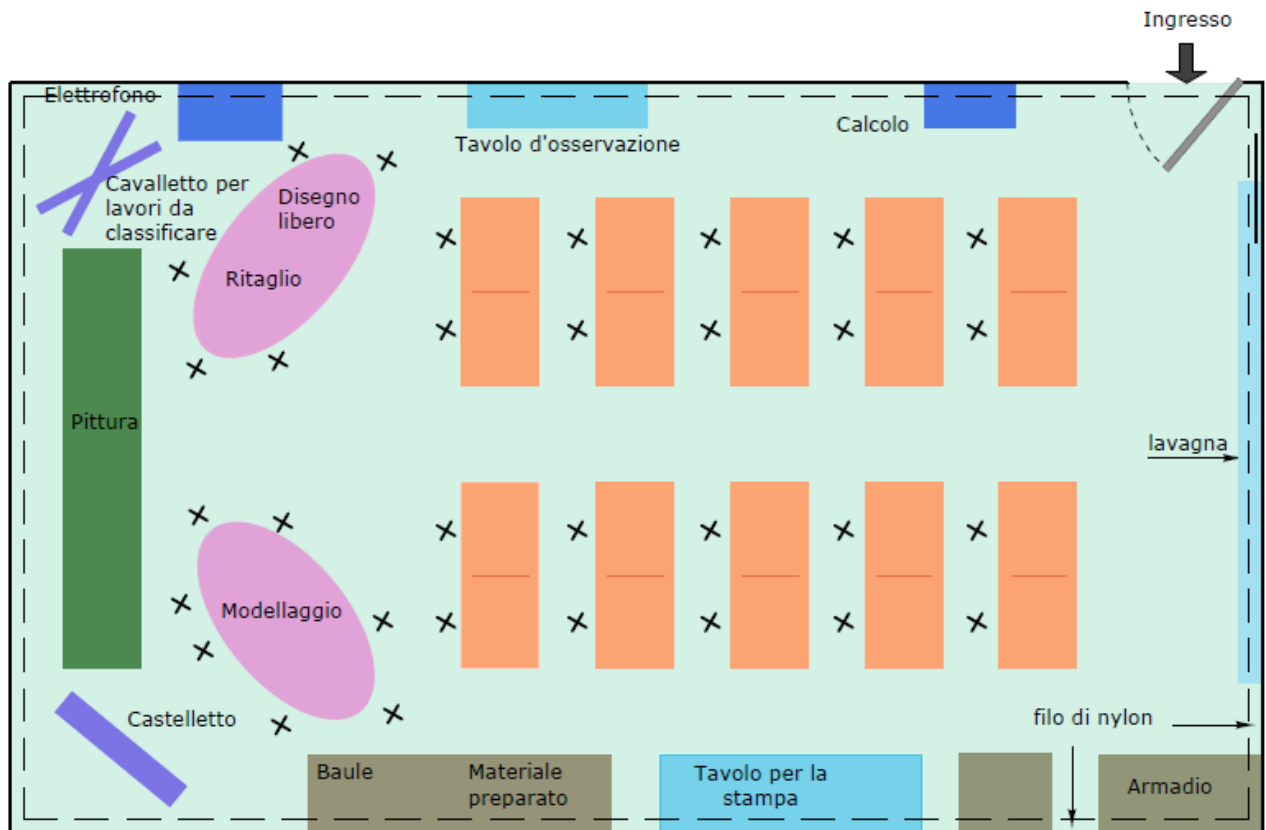 Ingresso
Elettrofono
Calcolo
Tavolo d'osservazione
Cavalletto per
lavori da
classificare
Disegno
libero
Ritaglio
Pittura
lavagna
Modellaggio
Castelletto
filo di nylon
Baule
Materiale
preparato
Tavolo per la
stampa
Armadio